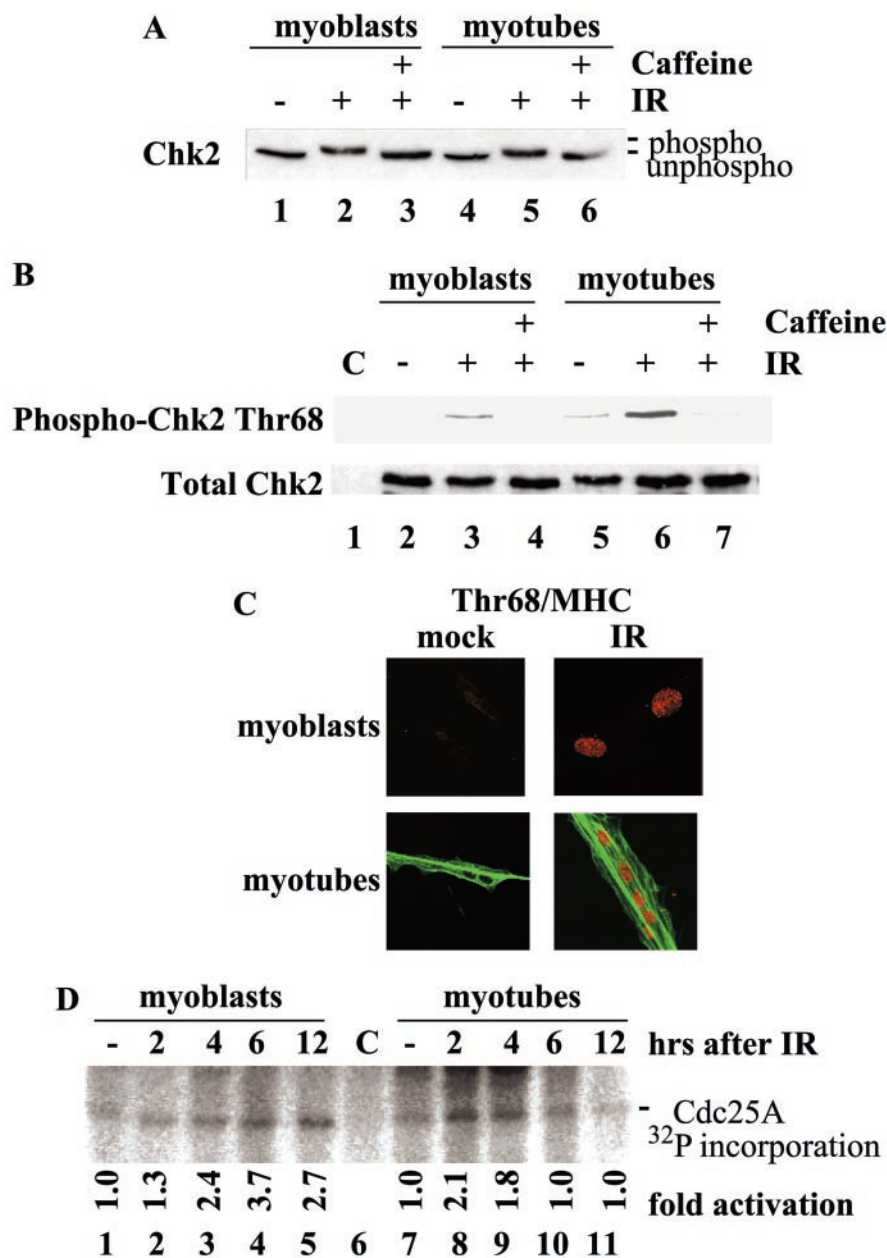 A
myoblasts myotubes
+ + Caffeine
- + + - + + IR
Chk2
phospho
unphospho
1 2 3 4 5 6
B
myoblasts myotubes
+ + Caffeine
C - + + - + + IR
Phospho-Chk2 Thr68
Total Chk2
1 2 3 4 5 6 7
C Thr68/MHC
mock IR
myoblasts
myotubes
D myoblasts myotubes
- 2 4 6 12 C - 2 4 6 12 hrs after IR
Cdc25A
32P incorporation
1.0 1.3 2.4 3.7 2.7 1.0 2.1 1.8 1.0 1.0 fold activation
1 2 3 4 5 6 7 8 9 10 11